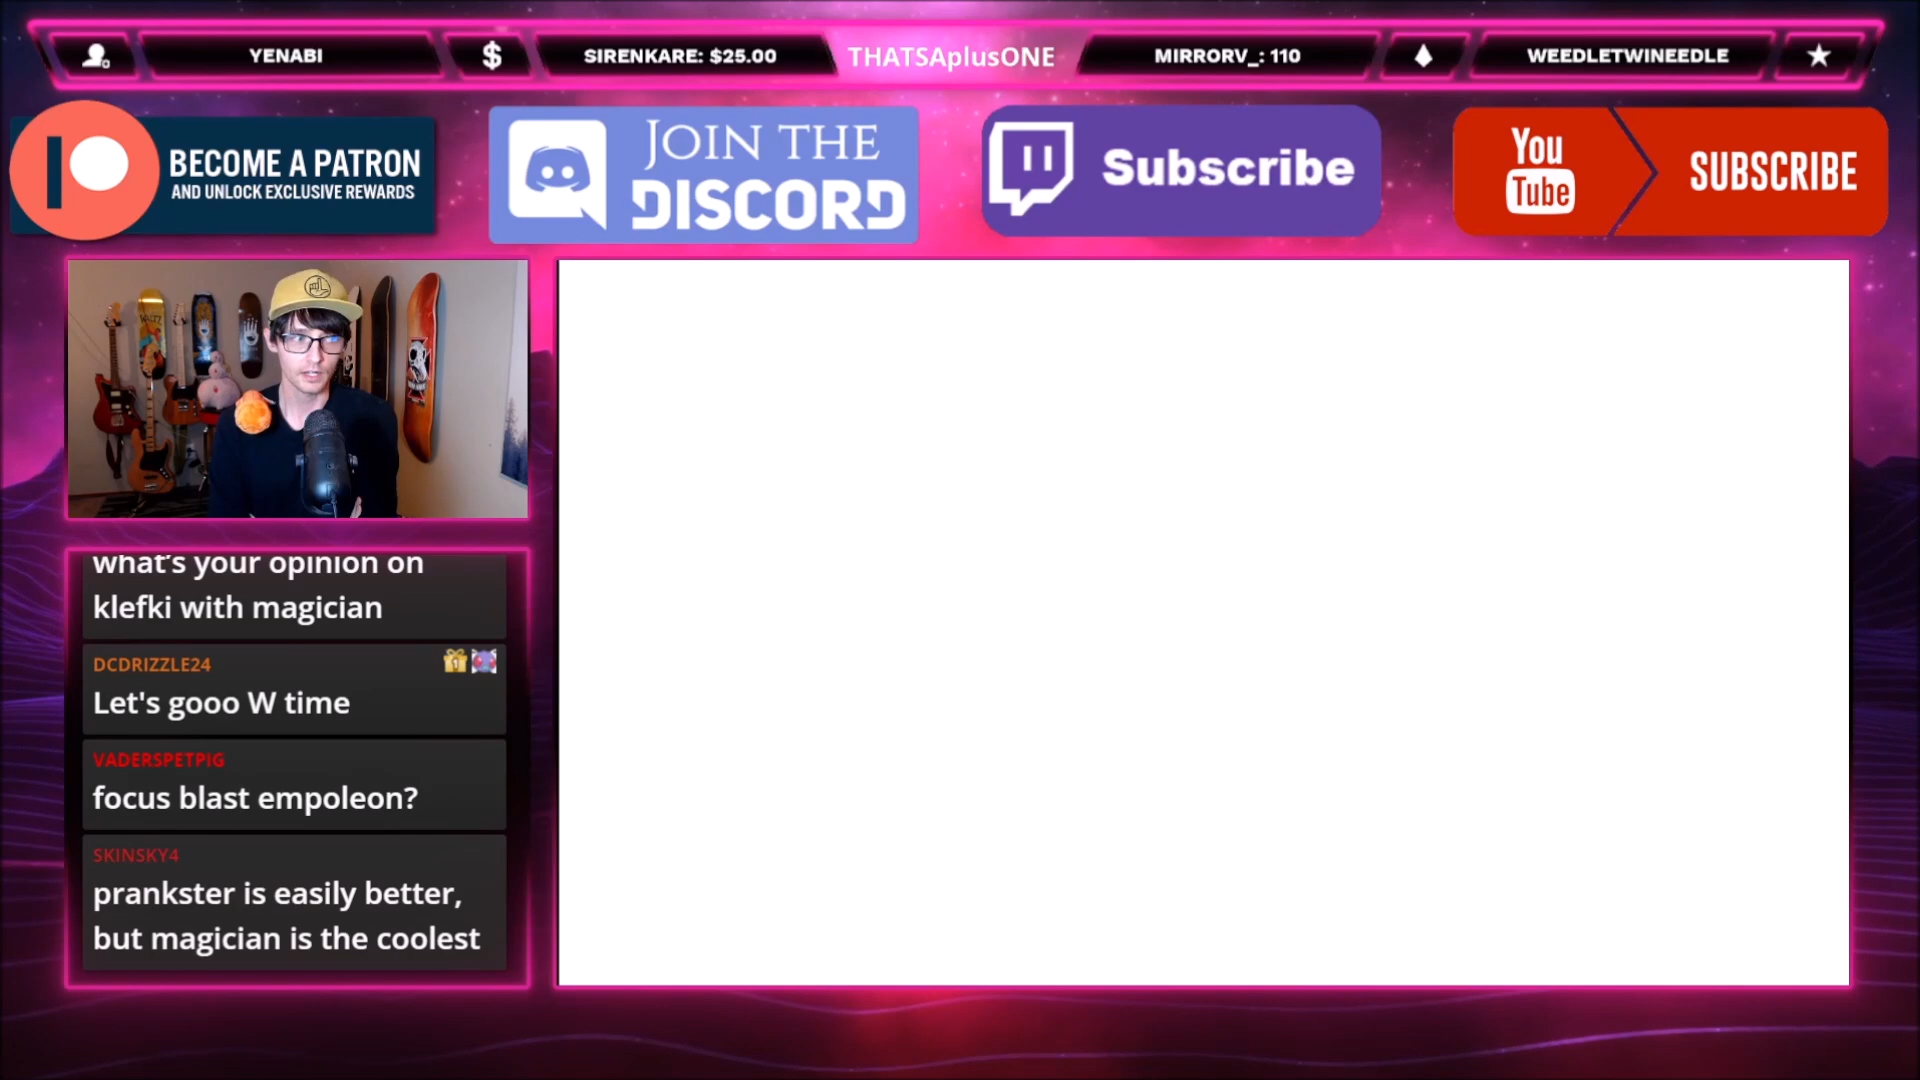 YENABI
$
SIRENKARE: $25.00
THATSAplusONE
MIRRORV_: 110
WEEDLETWINEEDLE
BECOME A PATRON
AND UNLOCK EXCLUSIVE REWARDS
JOIN THE
DISCORD
Subscribe
You
Tube
SUBSCRIBE
what's your opinion on
klefki with magician
DCDRIZZLE24
Let's gooo W time
VADERSPETPIG
focus blast empoleon?
SKINSKY4
prankster is easily better,
but magician is the coolest